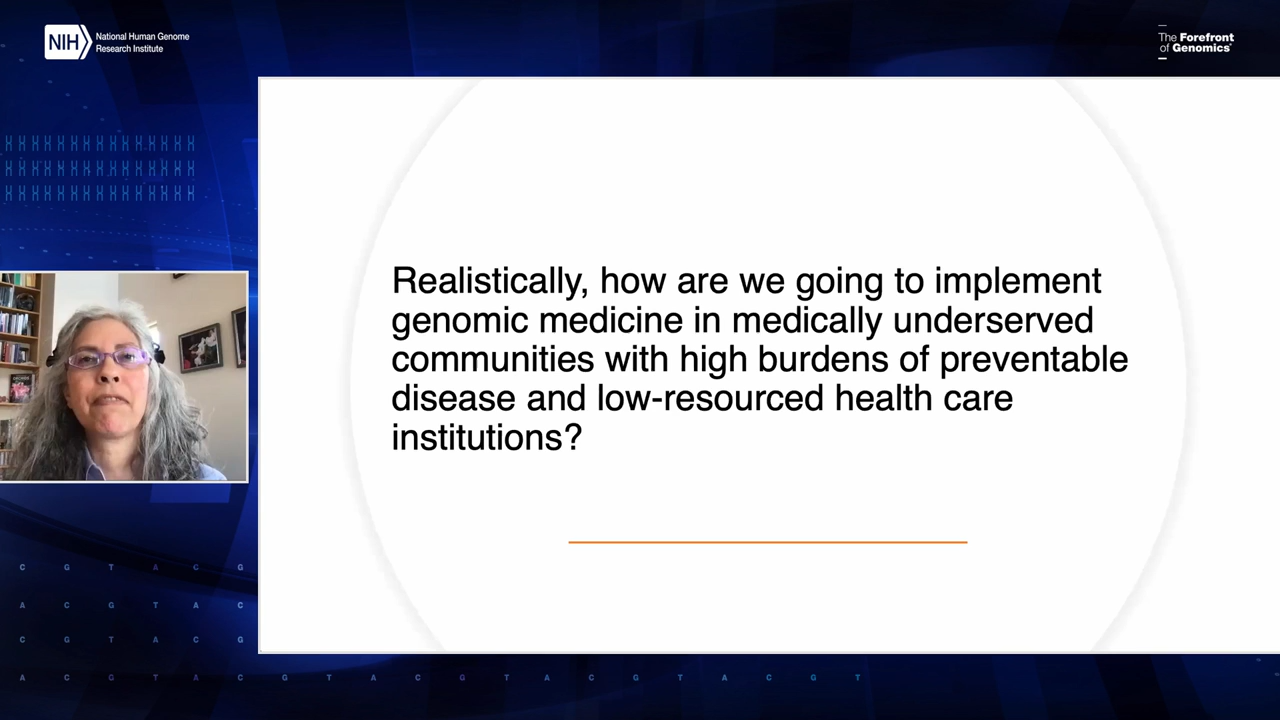 NIH
National Human Genome
Research Institute
The Forefront
of Genomics®
Realistically, how are we going to implement
genomic medicine in medically underserved
communities with high burdens of preventable
disease and low-resourced health care
institutions?
C G T A C G
A C G T A C
C G T A C G
A C G T A C G T A C G T A C G T A C G T